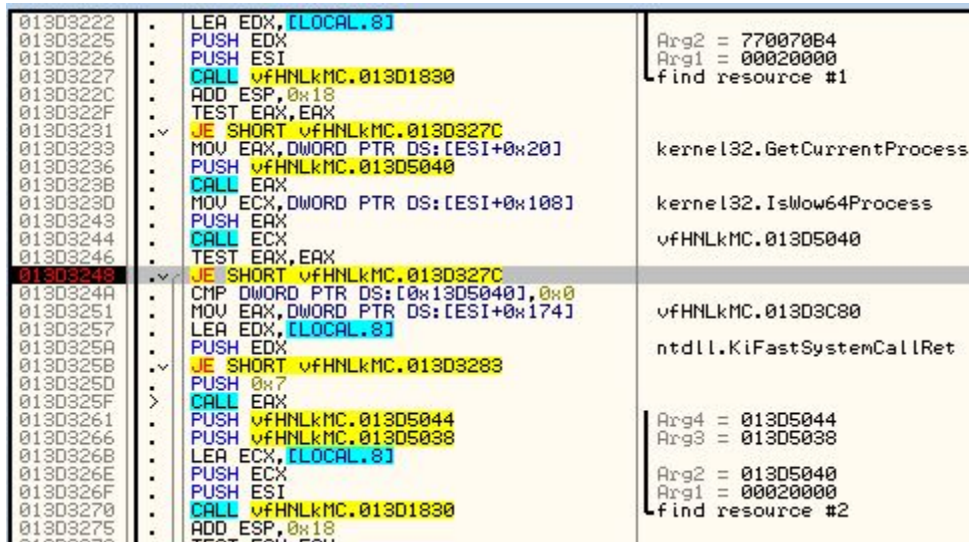 013D3222 . LEA EDX,[LOCAL.8]
013D3225 . PUSH EDX Arg2 = 770070B4
013D3226 . PUSH ESI Arg1 = 00020000
013D3227 . CALL vfHNLkMC.013D1830 find resource #1
013D322C . ADD ESP,0x18
013D322F . TEST EAX,EAX
013D3231 .v JE SHORT vfHNLkMC.013D327C
013D3233 . MOV EAX,DWORD PTR DS:[ESI+0x20] kernel32.GetCurrentProcess
013D3236 . PUSH vfHNLkMC.013D5040
013D323B . CALL EAX
013D323D . MOV ECX,DWORD PTR DS:[ESI+0x108] kernel32.IsWow64Process
013D3243 . PUSH EAX
013D3244 . CALL ECX vfHNLkMC.013D5040
013D3246 . TEST EAX,EAX
013D3248 .v JE SHORT vfHNLkMC.013D327C
013D324A . CMP DWORD PTR DS:[0x13D5040],0x0
013D3251 . MOV EAX,DWORD PTR DS:[ESI+0x174] vfHNLkMC.013D3C80
013D3257 . LEA EDX,[LOCAL.8]
013D325A . PUSH EDX ntdll.KiFastSystemCallRet
013D325B .v JE SHORT vfHNLkMC.013D3283
013D325D . PUSH 0x7
013D325F > CALL EAX
013D3261 . PUSH vfHNLkMC.013D5044 Arg4 = 013D5044
013D3266 . PUSH vfHNLkMC.013D5038 Arg3 = 013D5038
013D326B . LEA ECX,[LOCAL.8]
013D326E . PUSH ECX Arg2 = 013D5040
013D326F . PUSH ESI Arg1 = 00020000
013D3270 . CALL vfHNLkMC.013D1830 find resource #2
013D3275 . ADD ESP,0x18